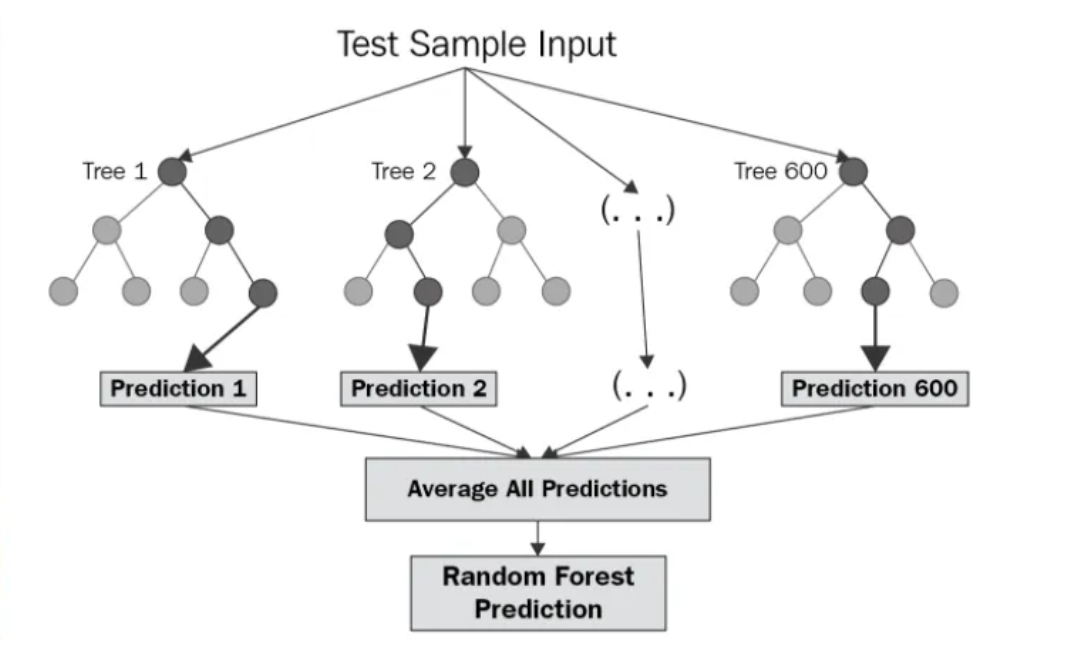 Test Sample Input
Tree 1
Tree 2
Tree 600
(. . .)
Prediction 1
Prediction 2
(. . .)
Prediction 600
Average All Predictions
Random Forest
Prediction